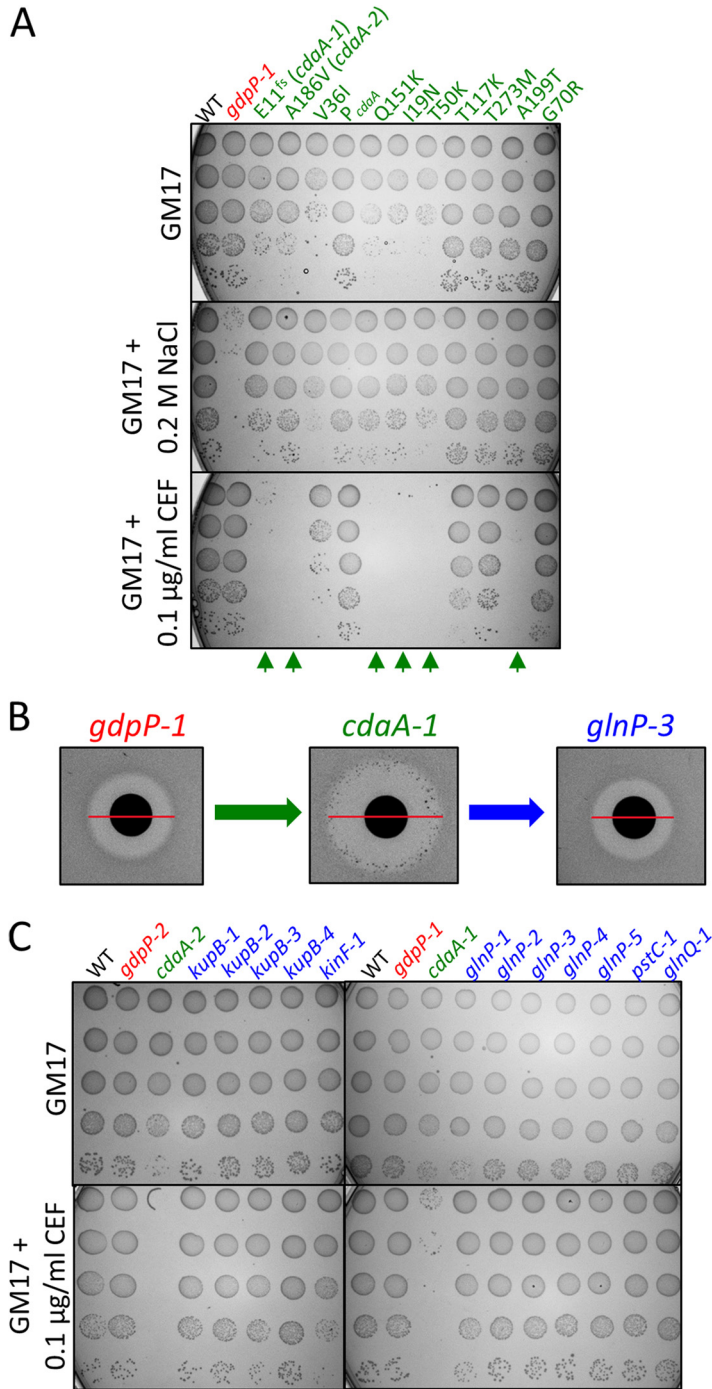 A
WT
gdpP-1
E11fs (cdaA-1)
A186V (cdaA-2)
V36I
P cdaA
Q151K
I19N
T50K
T117K
T273M
A199T
G70R
GM17
GM17 +
0.2 M NaCl
GM17 +
0.1 µg/ml CEF
B
gdpP-1
cdaA-1
glnP-3
C
WT
gdpP-2
cdaA-2
kupB-1
kupB-2
kupB-3
kupB-4
kinF-1
WT
gdpP-1
cdaA-1
glnP-1
glnP-2
glnP-3
glnP-4
glnP-5
pstC-1
glnQ-1
GM17
GM17 +
0.1 µg/ml CEF